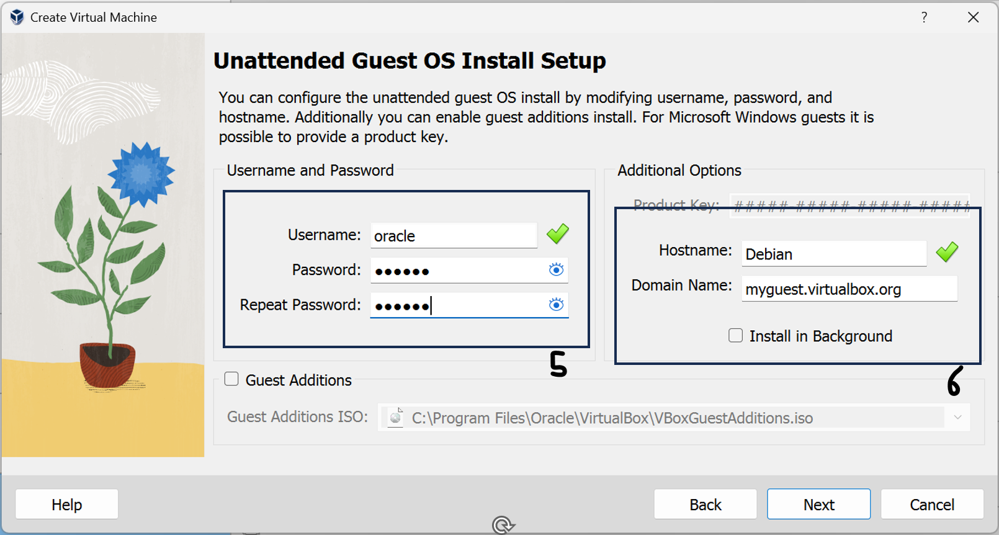 Create Virtual Machine
?
Unattended Guest OS Install Setup
You can configure the unattended guest OS install by modifying username, password, and
hostname. Additionally you can enable guest additions install. For Microsoft Windows guests it is
possible to provide a product key.
Username and Password
Username: oracle
Password: ●●●●●●
Repeat Password: ●●●●●●
5
Additional Options
Product Key: #####-#####-#####-#####
Hostname: Debian
Domain Name: myguest.virtualbox.org
Install in Background
6
Guest Additions
Guest Additions ISO: C:\Program Files\Oracle\VirtualBox\VBoxGuestAdditions.iso
Help
Back
Next
Cancel